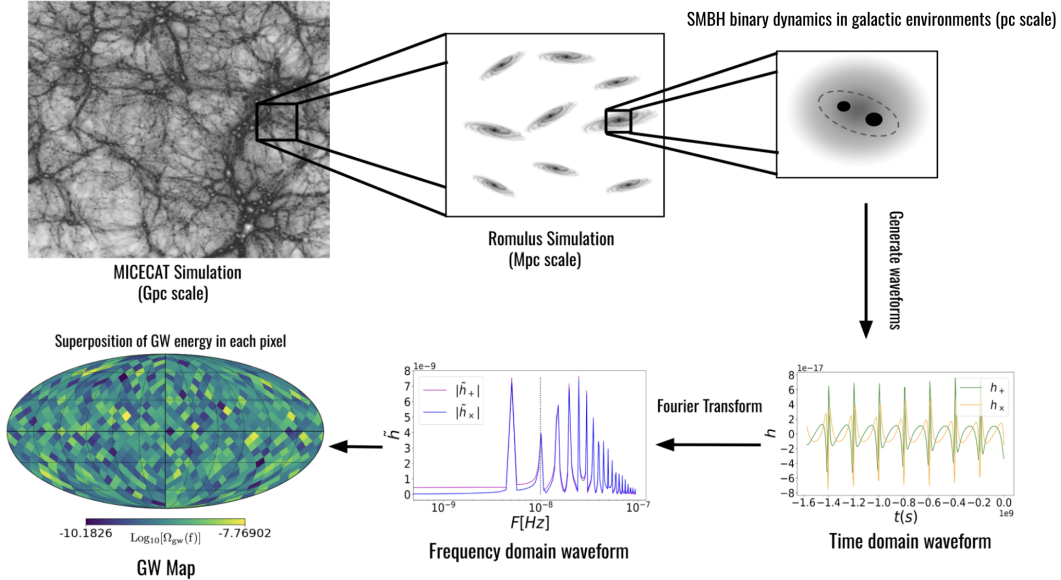 SMBH binary dynamics in galactic environments (pc scale)
MICECAT Simulation
(Gpc scale)
Romulus Simulation
(Mpc scale)
Generate waveforms
Superposition of GW energy in each pixel
-10.1826
-7.76902
Log₁₀[Ω_gw(f)]
GW Map
1e−9
8
7
6
5
4
3
2
1
0
h̃
|h̃₊|
|h̃ₓ|
10⁻⁹
10⁻⁸
10⁻⁷
F[Hz]
Frequency domain waveform
Fourier Transform
1e−17
8
6
4
2
0
−2
−4
−6
−8
h
h₊
hₓ
−1.6 −1.4 −1.2 −1.0 −0.8 −0.6 −0.4 −0.2 0.0
1e9
t(s)
Time domain waveform